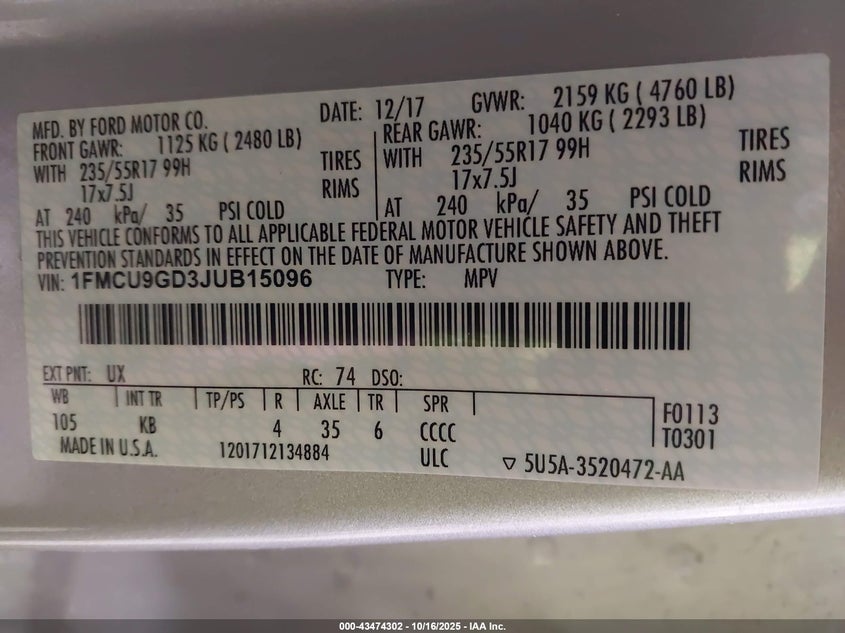 MFD. BY FORD MOTOR CO. DATE: 12/17 GVWR: 2159 KG ( 4760 LB)
FRONT GAWR: 1125 KG ( 2480 LB) REAR GAWR: 1040 KG ( 2293 LB)
WITH 235/55R17 99H TIRES WITH 235/55R17 99H TIRES
17x7.5J RIMS 17x7.5J RIMS
AT 240 kPa/ 35 PSI COLD AT 240 kPa/ 35 PSI COLD
THIS VEHICLE CONFORMS TO ALL APPLICABLE FEDERAL MOTOR VEHICLE SAFETY AND THEFT
PREVENTION STANDARDS IN EFFECT ON THE DATE OF MANUFACTURE SHOWN ABOVE.
VIN: 1FMCU9GD3JUB15096 TYPE: MPV
EXT PNT: UX RC: 74 DSO:
WB INT TR TP/PS R AXLE TR SPR F0113
105 KB 4 35 6 CCCC T0301
MADE IN U.S.A. 1201712134884 ULC ▽ 5U5A-3520472-AA
000-43474302 - 10/16/2025 - IAA Inc.